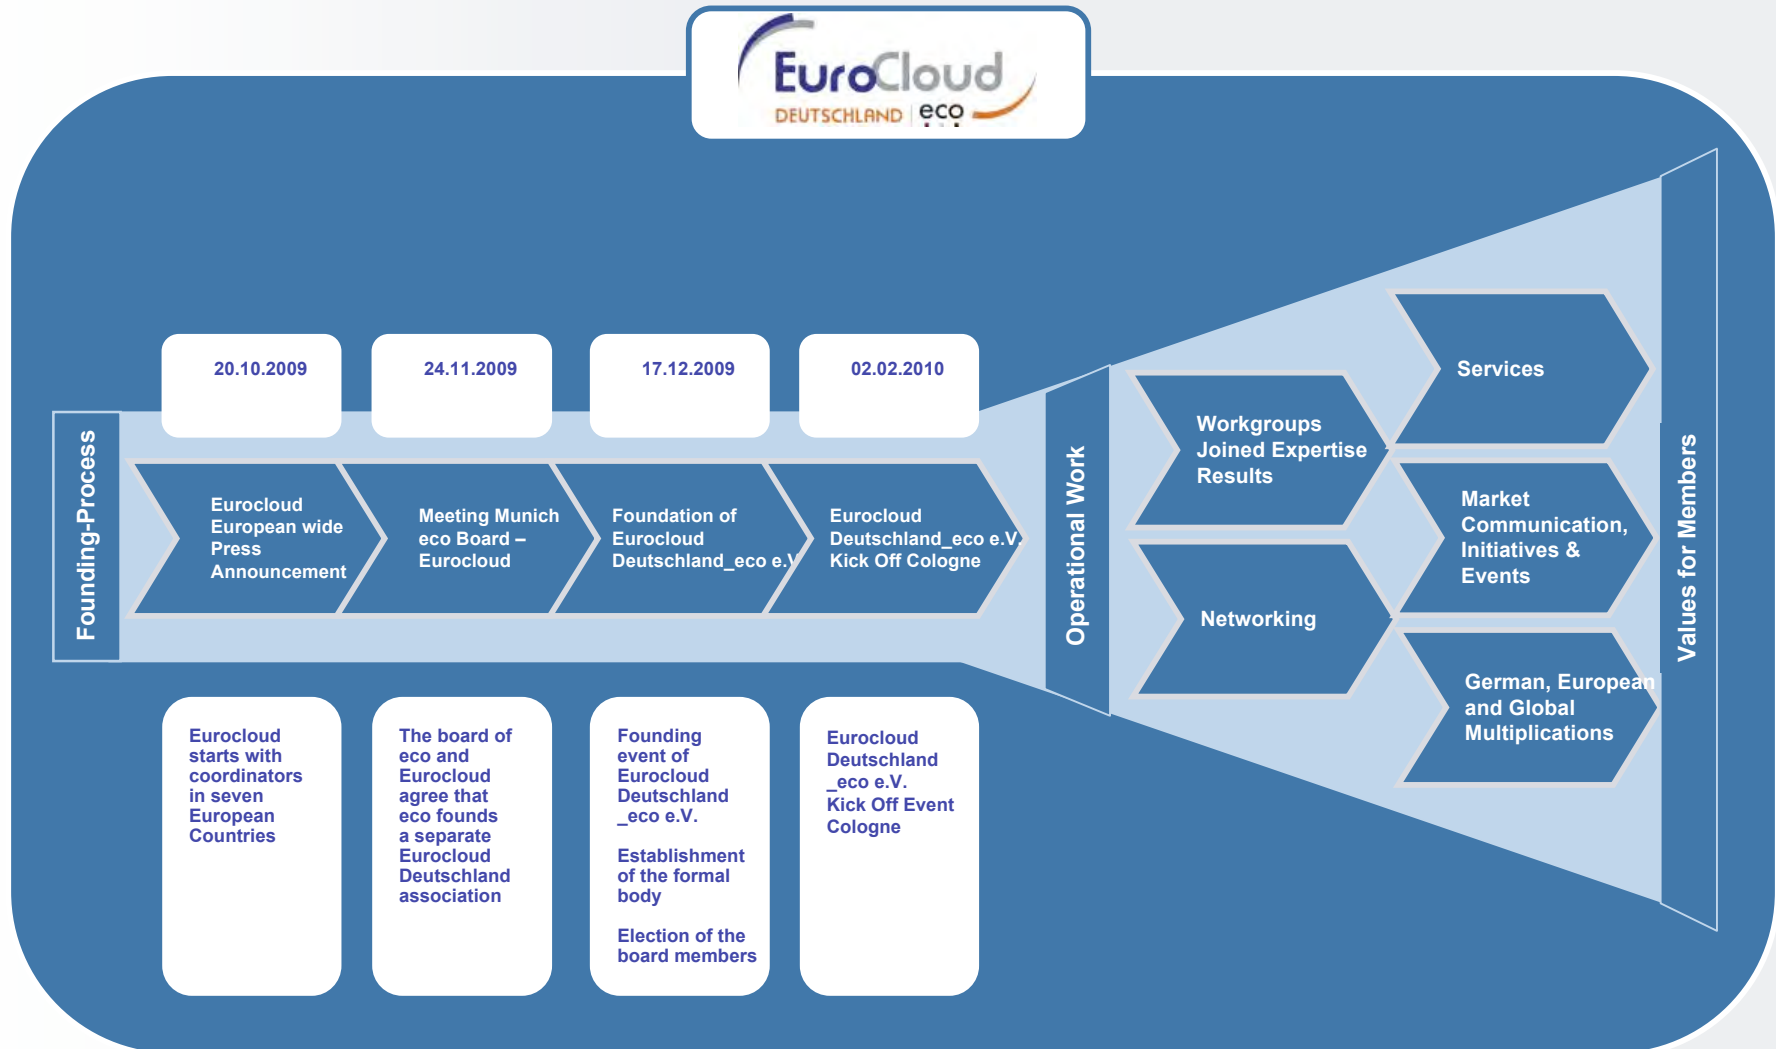 EuroCloud
DEUTSCHLAND eco
20.10.2009
24.11.2009
17.12.2009
02.02.2010
Founding-Process
Eurocloud
European wide
Press
Announcement
Meeting Munich
eco Board –
Eurocloud
Foundation of
Eurocloud
Deutschland_eco e.V
Eurocloud
Deutschland_eco e.V.
Kick Off Cologne
Operational Work
Workgroups
Joined Expertise
Results
Networking
Services
Market
Communication,
Initiatives &
Events
German, European
and Global
Multiplications
Values for Members
Eurocloud
starts with
coordinators
in seven
European
Countries
The board of
eco and
Eurocloud
agree that
eco founds
a separate
Eurocloud
Deutschland
association
Founding
event of
Eurocloud
Deutschland
_eco e.V.
Establishment
of the formal
body
Election of the
board members
Eurocloud
Deutschland
_eco e.V.
Kick Off Event
Cologne